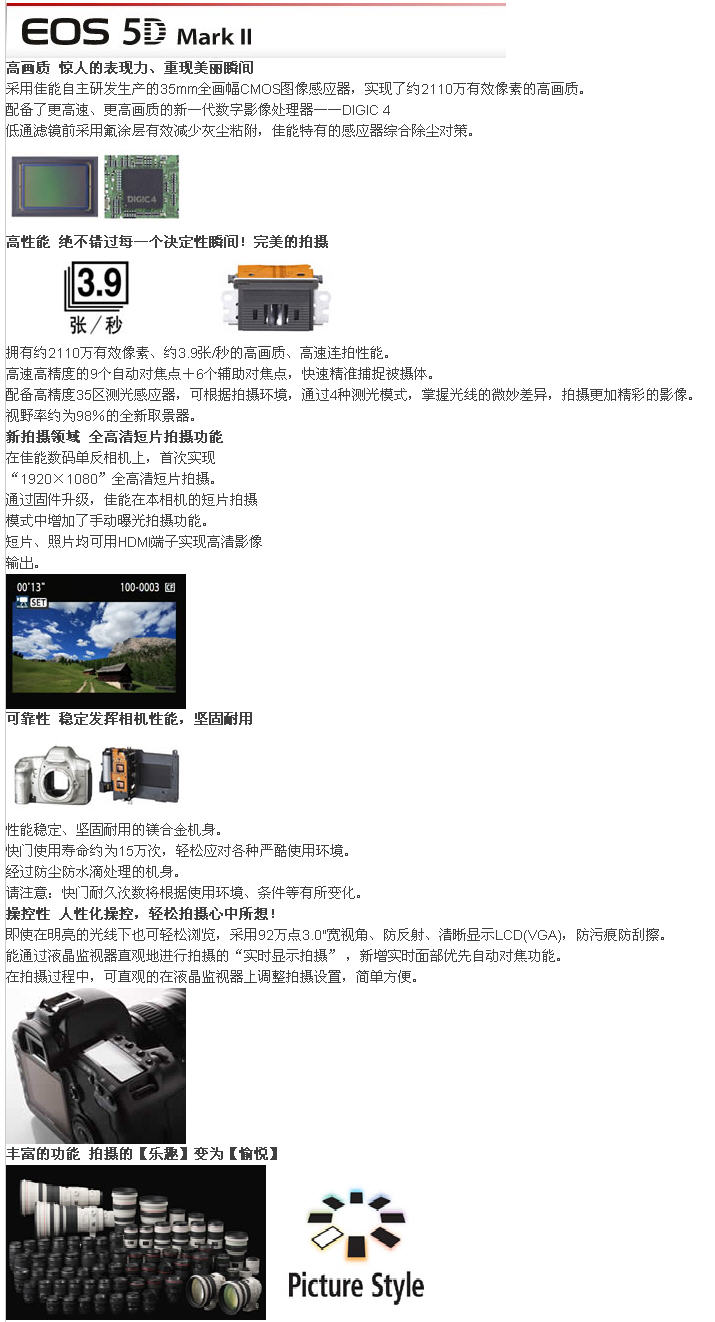 EOS 5D Mark II
高画质 惊人的表现力、重现美丽瞬间
采用佳能自主研发生产的35mm全画幅CMOS图像感应器，实现了约2110万有效像素的高画质。
配备了更高速、更高画质的新一代数字影像处理器——DIGIC 4
低通滤镜前采用氟涂层有效减少灰尘粘附，佳能特有的感应器综合除尘对策。
DIGIC 4
高性能 绝不错过每一个决定性瞬间！完美的拍摄
3.9
张/秒
拥有约2110万有效像素、约3.9张/秒的高画质、高速连拍性能。
高速高精度的9个自动对焦点＋6个辅助对焦点，快速精准捕捉被摄体。
配备高精度35区测光感应器，可根据拍摄环境，通过4种测光模式，掌握光线的微妙差异，拍摄更加精彩的影像。
视野率约为98%的全新取景器。
新拍摄领域 全高清短片拍摄功能
在佳能数码单反相机上，首次实现
“1920×1080”全高清短片拍摄。
通过固件升级，佳能在本相机的短片拍摄
模式中增加了手动曝光拍摄功能。
短片、照片均可用HDMI端子实现高清影像
输出。
00'13" 100-0003 CF
SET
可靠性 稳定发挥相机性能，坚固耐用
性能稳定、坚固耐用的镁合金机身。
快门使用寿命约为15万次，轻松应对各种严酷使用环境。
经过防尘防水滴处理的机身。
请注意：快门耐久次数将根据使用环境、条件等有所变化。
操控性 人性化操控，轻松拍摄心中所想！
即使在明亮的光线下也可轻松浏览，采用92万点3.0"宽视角、防反射、清晰显示LCD(VGA)，防污痕防刮擦。
能通过液晶监视器直观地进行拍摄的“实时显示拍摄”，新增实时面部优先自动对焦功能。
在拍摄过程中，可直观的在液晶监视器上调整拍摄设置，简单方便。
丰富的功能 拍摄的【乐趣】变为【愉悦】
Picture Style